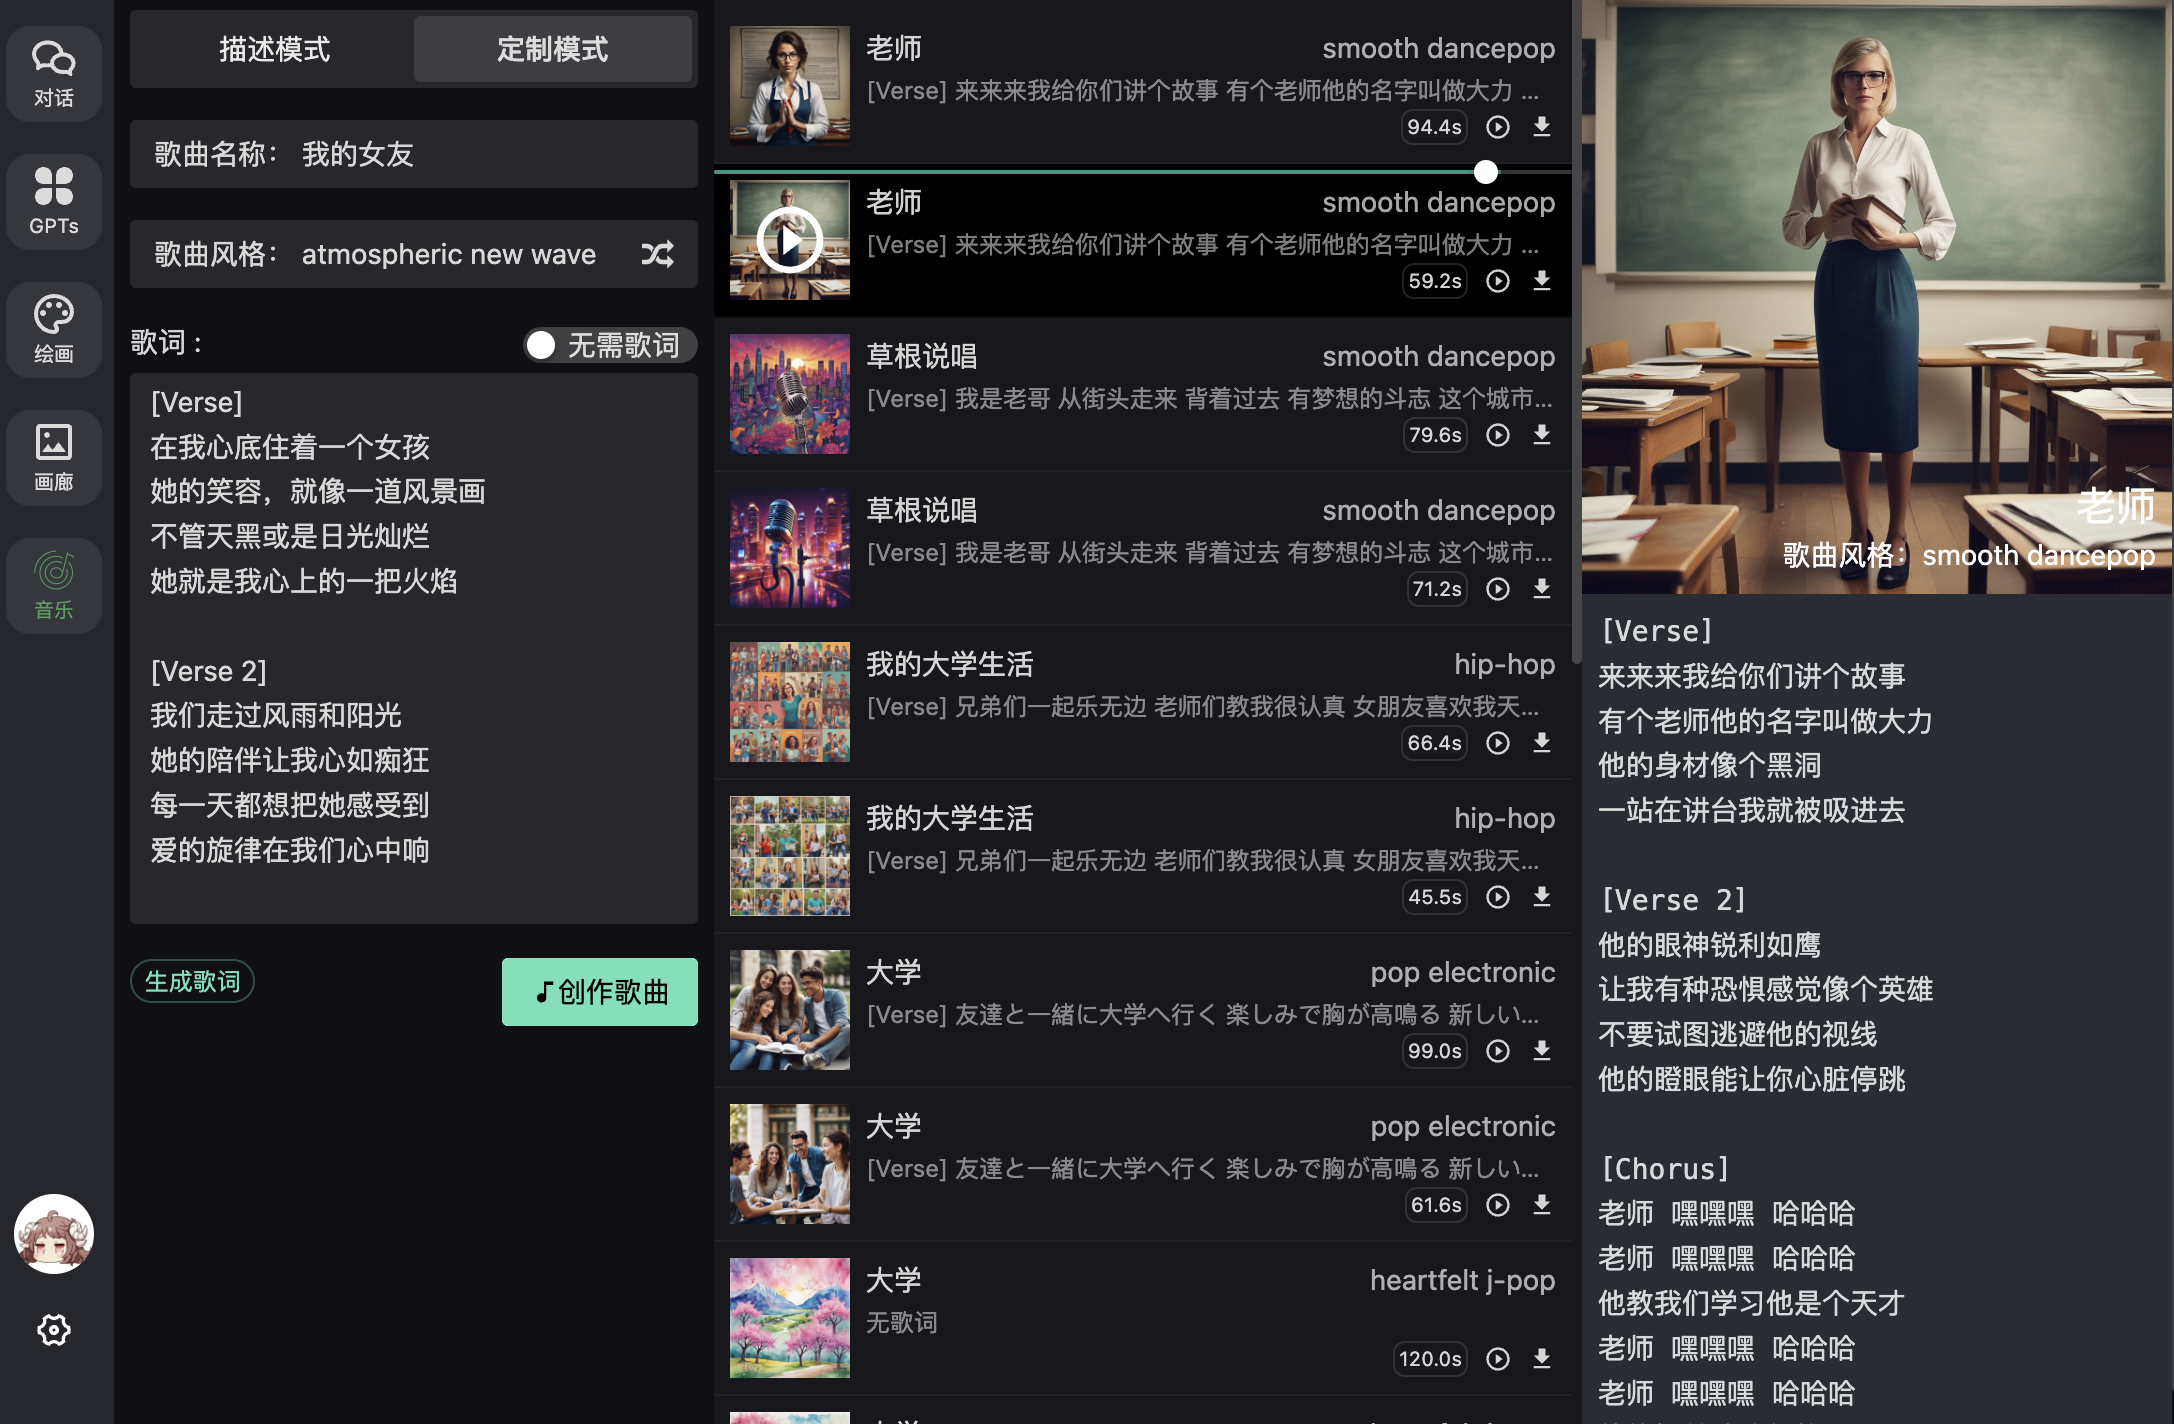 对话
GPTs
绘画
画廊
音乐
描述模式
定制模式
歌曲名称： 我的女友
歌曲风格： atmospheric new wave
歌词：
无需歌词
[Verse]
在我心底住着一个女孩
她的笑容，就像一道风景画
不管天黑或是日光灿烂
她就是我心上的一把火焰
[Verse 2]
我们走过风雨和阳光
她的陪伴让我心如痴狂
每一天都想把她感受到
爱的旋律在我们心中响
生成歌词
创作歌曲
老师
smooth dancepop
[Verse] 来来来我给你们讲个故事 有个老师他的名字叫做大力 ...
94.4s
老师
smooth dancepop
[Verse] 来来来我给你们讲个故事 有个老师他的名字叫做大力 ...
59.2s
草根说唱
smooth dancepop
[Verse] 我是老哥 从街头走来 背着过去 有梦想的斗志 这个城市...
79.6s
草根说唱
smooth dancepop
[Verse] 我是老哥 从街头走来 背着过去 有梦想的斗志 这个城市...
71.2s
我的大学生活
hip-hop
[Verse] 兄弟们一起乐无边 老师们教我很认真 女朋友喜欢我天...
66.4s
我的大学生活
hip-hop
[Verse] 兄弟们一起乐无边 老师们教我很认真 女朋友喜欢我天...
45.5s
大学
pop electronic
[Verse] 友達と一緒に大学へ行く 楽しみで胸が高鳴る 新しい...
99.0s
大学
pop electronic
[Verse] 友達と一緒に大学へ行く 楽しみで胸が高鳴る 新しい...
61.6s
大学
heartfelt j-pop
无歌词
120.0s
老师
歌曲风格：smooth dancepop
[Verse]
来来来我给你们讲个故事
有个老师他的名字叫做大力
他的身材像个黑洞
一站在讲台我就被吸进去
[Verse 2]
他的眼神锐利如鹰
让我有种恐惧感觉像个英雄
不要试图逃避他的视线
他的瞪眼能让你心脏停跳
[Chorus]
老师 嘿嘿嘿 哈哈哈
老师 嘿嘿嘿 哈哈哈
他教我们学习他是个天才
老师 嘿嘿嘿 哈哈哈
老师 嘿嘿嘿 哈哈哈